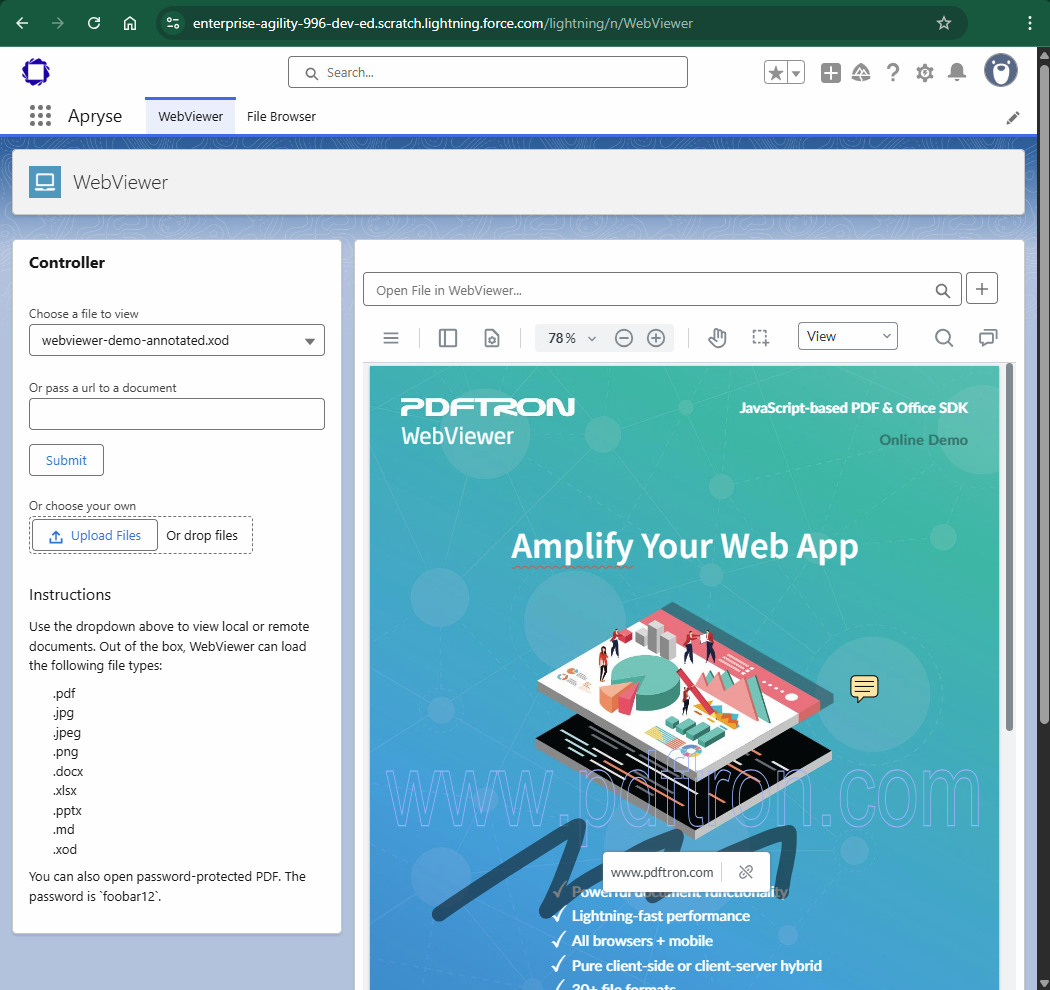 enterprise-agility-996-dev-ed.scratch.lightning.force.com/lightning/n/WebViewer
Search...
Apryse
WebViewer
File Browser
WebViewer
Controller
Choose a file to view
webviewer-demo-annotated.xod
Or pass a url to a document
Submit
Or choose your own
Upload Files
Or drop files
Instructions
Use the dropdown above to view local or remote
documents. Out of the box, WebViewer can load
the following file types:
.pdf
.jpg
.jpeg
.png
.docx
.xlsx
.pptx
.md
.xod
You can also open password-protected PDF. The
password is `foobar12`.
Open File in WebViewer...
78 %
View
PDFTRON
WebViewer
JavaScript-based PDF & Office SDK
Online Demo
Amplify Your Web App
www.pdftron.com
www.pdftron.com
✓ Powerful document functionality
✓ Lightning-fast performance
✓ All browsers + mobile
✓ Pure client-side or client-server hybrid
✓ 20+ file formats